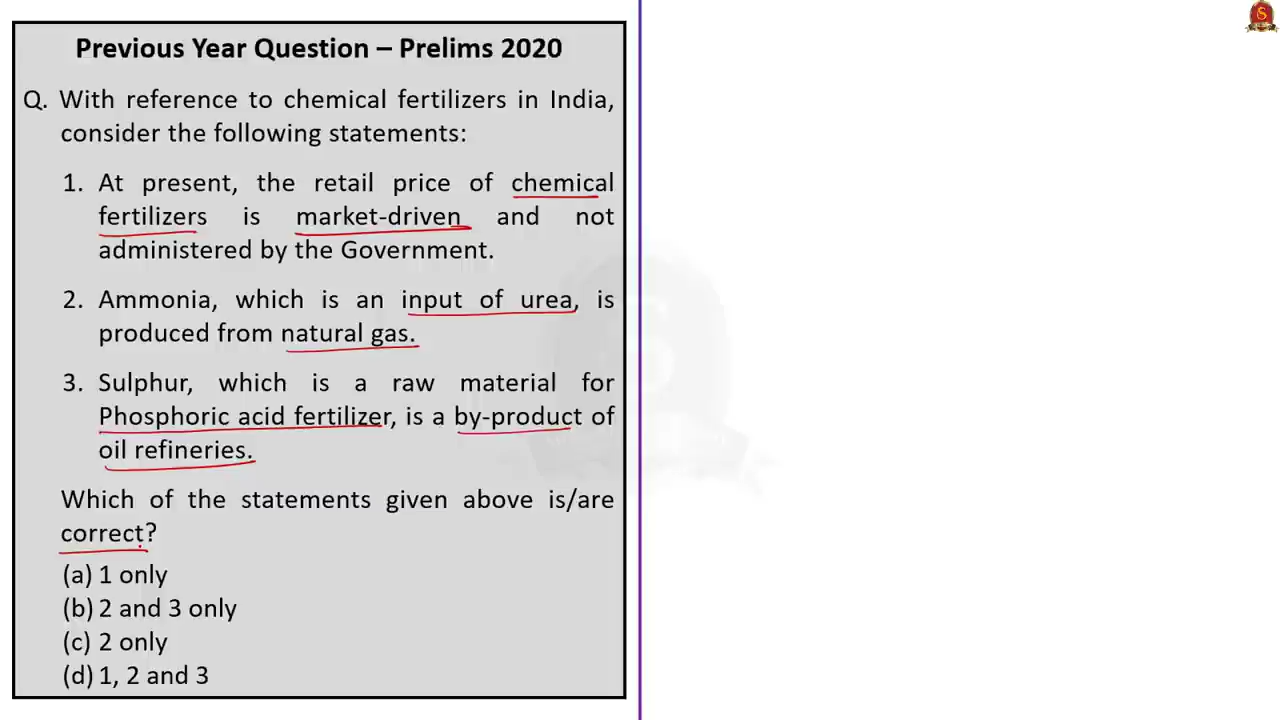 Previous Year Question – Prelims 2020
Q. With reference to chemical fertilizers in India,
consider the following statements:
1. At present, the retail price of chemical
fertilizers is market-driven and not
administered by the Government.
2. Ammonia, which is an input of urea, is
produced from natural gas.
3. Sulphur, which is a raw material for
Phosphoric acid fertilizer, is a by-product of
oil refineries.
Which of the statements given above is/are
correct?
(a) 1 only
(b) 2 and 3 only
(c) 2 only
(d) 1, 2 and 3